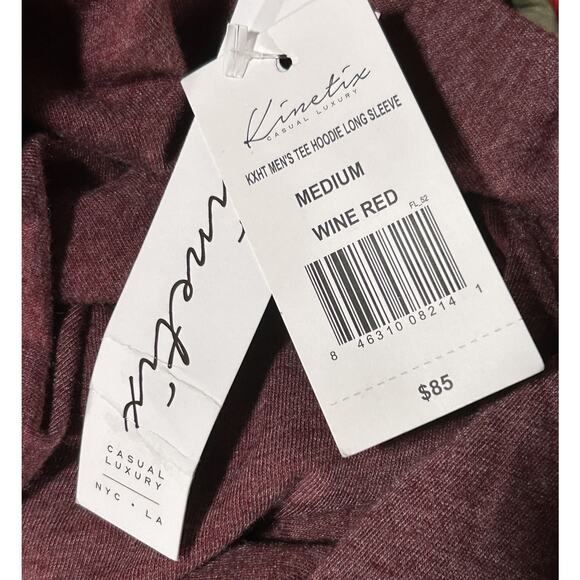 Kinetix
CASUAL LUXURY
KXHT MEN'S TEE HOODIE LONG SLEEVE
MEDIUM
WINE RED
FL_52
8 46310 08214 1
$85
CASUAL
LUXURY
NYC • LA